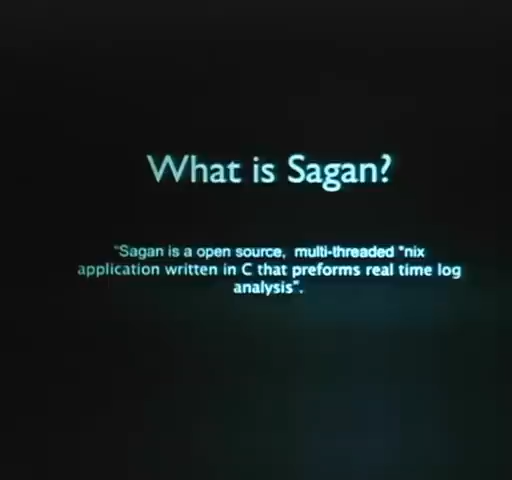 What is Sagan?
"Sagan is a open source, multi-threaded *nix
application written in C that preforms real time log
analysis".